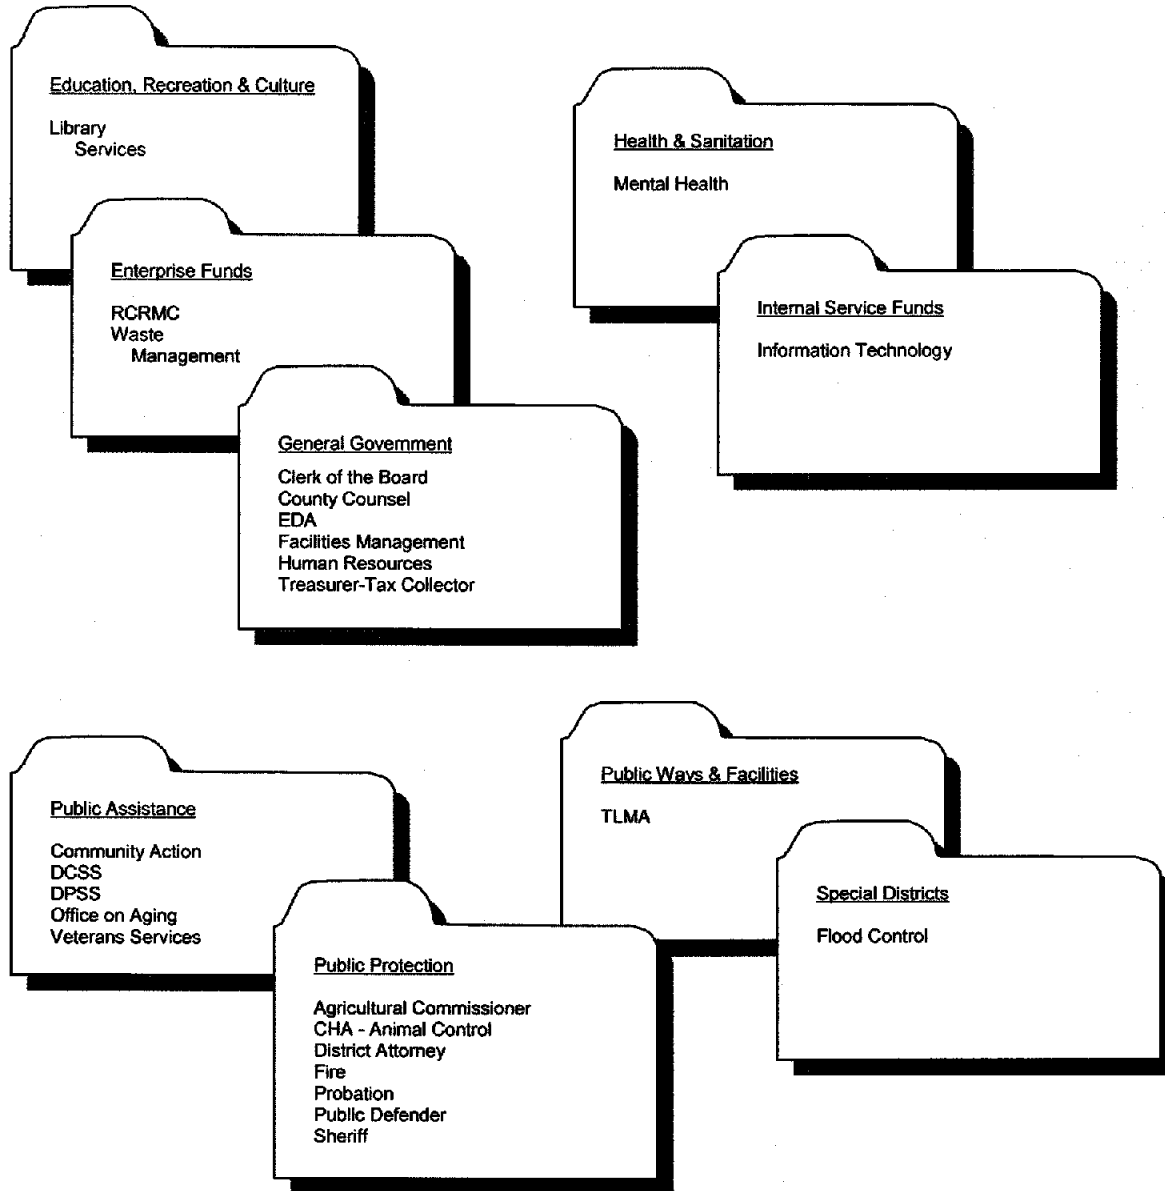 Education, Recreation & Culture
Library
Services
Enterprise Funds
RCRMC
Waste
Management
General Government
Clerk of the Board
County Counsel
EDA
Facilities Management
Human Resources
Treasurer-Tax Collector
Health & Sanitation
Mental Health
Internal Service Funds
Information Technology
Public Assistance
Community Action
DCSS
DPSS
Office on Aging
Veterans Services
Public Protection
Agricultural Commissioner
CHA - Animal Control
District Attorney
Fire
Probation
Public Defender
Sheriff
Public Ways & Facilities
TLMA
Special Districts
Flood Control